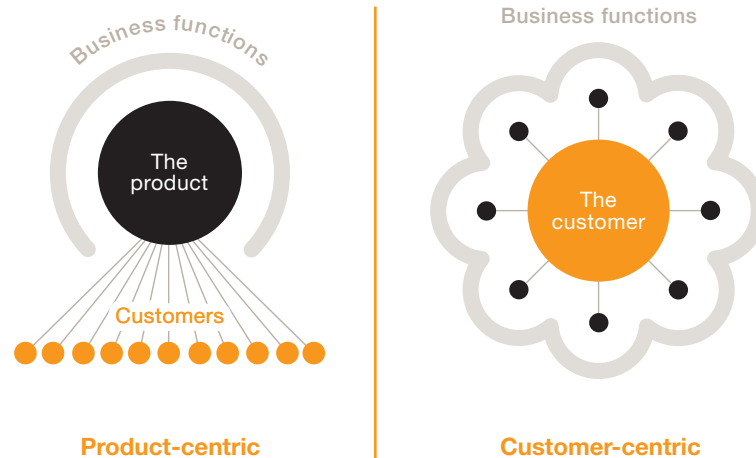 Business functions
The
product
Customers
Product-centric
Business functions
The
customer
Customer-centric